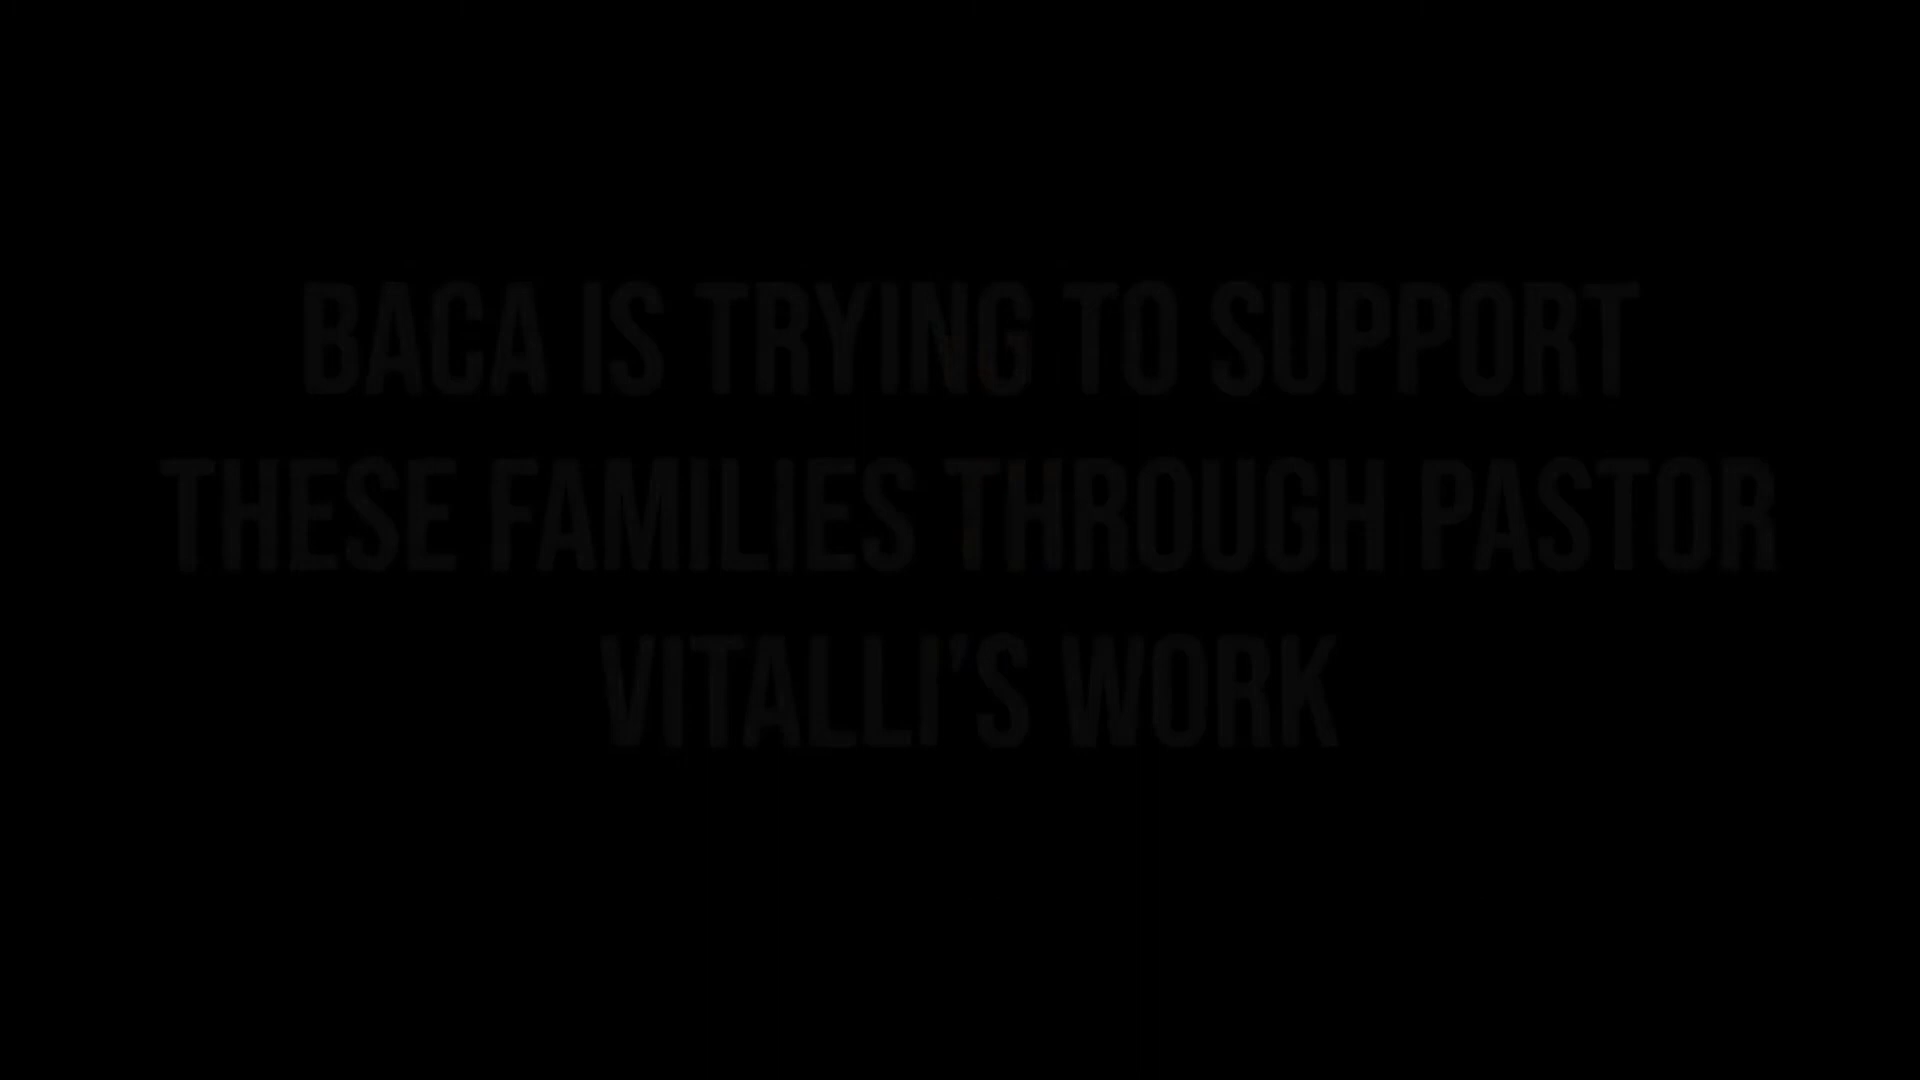 BACA IS TRYING TO SUPPORT
THESE FAMILIES THROUGH PASTOR
VITALLI'S WORK